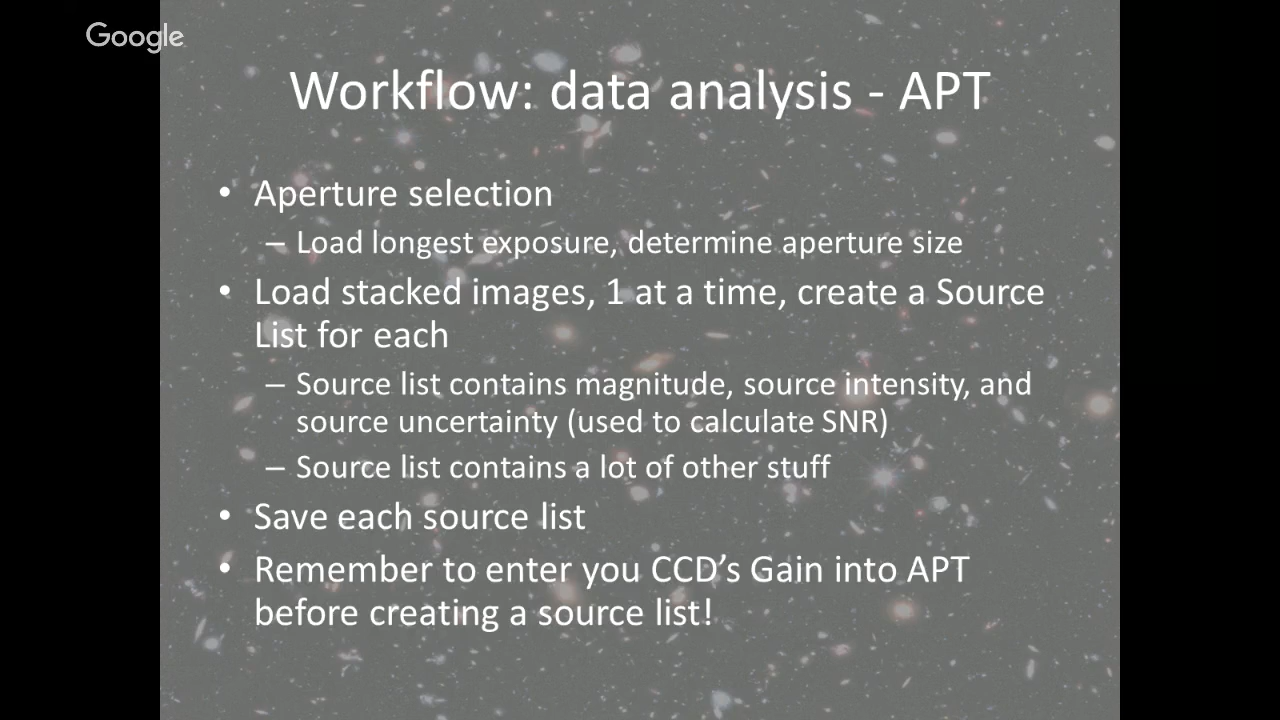 Google
Workflow: data analysis - APT
• Aperture selection
– Load longest exposure, determine aperture size
• Load stacked images, 1 at a time, create a Source
List for each
– Source list contains magnitude, source intensity, and
source uncertainty (used to calculate SNR)
– Source list contains a lot of other stuff
• Save each source list
• Remember to enter you CCD’s Gain into APT
before creating a source list!